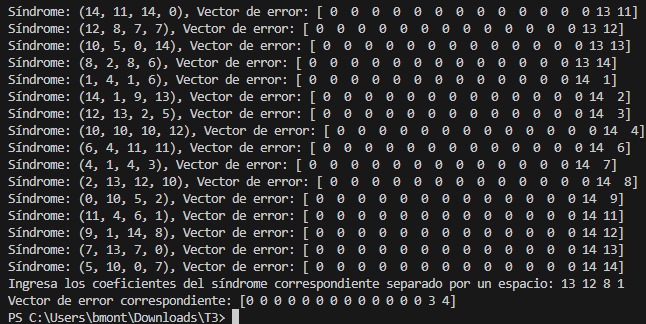 Síndrome: (14, 11, 14, 0), Vector de error: [ 0  0  0  0  0  0  0  0  0  0  0  0  0 13 11]
Síndrome: (12, 8, 7, 7), Vector de error: [ 0  0  0  0  0  0  0  0  0  0  0  0  0 13 12]
Síndrome: (10, 5, 0, 14), Vector de error: [ 0  0  0  0  0  0  0  0  0  0  0  0  0 13 13]
Síndrome: (8, 2, 8, 6), Vector de error: [ 0  0  0  0  0  0  0  0  0  0  0  0  0 13 14]
Síndrome: (1, 4, 1, 6), Vector de error: [ 0  0  0  0  0  0  0  0  0  0  0  0  0 14  1]
Síndrome: (14, 1, 9, 13), Vector de error: [ 0  0  0  0  0  0  0  0  0  0  0  0  0 14  2]
Síndrome: (12, 13, 2, 5), Vector de error: [ 0  0  0  0  0  0  0  0  0  0  0  0  0 14  3]
Síndrome: (10, 10, 10, 12), Vector de error: [ 0  0  0  0  0  0  0  0  0  0  0  0  0 14  4]
Síndrome: (6, 4, 11, 11), Vector de error: [ 0  0  0  0  0  0  0  0  0  0  0  0  0 14  6]
Síndrome: (4, 1, 4, 3), Vector de error: [ 0  0  0  0  0  0  0  0  0  0  0  0  0 14  7]
Síndrome: (2, 13, 12, 10), Vector de error: [ 0  0  0  0  0  0  0  0  0  0  0  0  0 14  8]
Síndrome: (0, 10, 5, 2), Vector de error: [ 0  0  0  0  0  0  0  0  0  0  0  0  0 14  9]
Síndrome: (11, 4, 6, 1), Vector de error: [ 0  0  0  0  0  0  0  0  0  0  0  0  0 14 11]
Síndrome: (9, 1, 14, 8), Vector de error: [ 0  0  0  0  0  0  0  0  0  0  0  0  0 14 12]
Síndrome: (7, 13, 7, 0), Vector de error: [ 0  0  0  0  0  0  0  0  0  0  0  0  0 14 13]
Síndrome: (5, 10, 0, 7), Vector de error: [ 0  0  0  0  0  0  0  0  0  0  0  0  0 14 14]
Ingresa los coeficientes del síndrome correspondiente separado por un espacio: 13 12 8 1
Vector de error correspondiente: [0 0 0 0 0 0 0 0 0 0 0 0 0 3 4]
PS C:\Users\bmont\Downloads\T3>